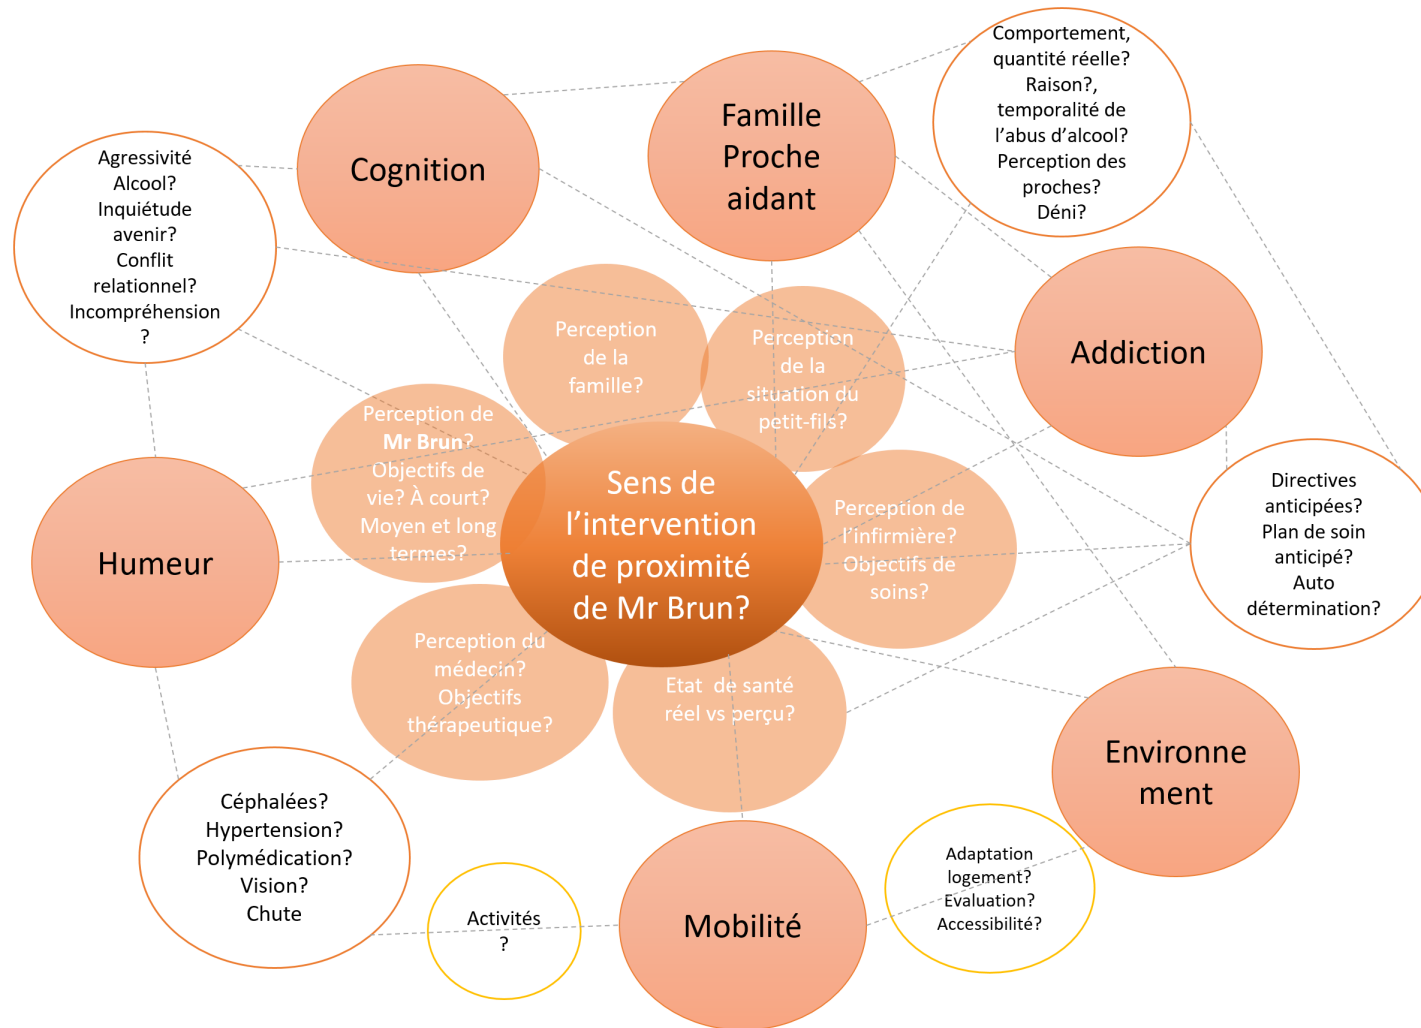 Comportement,
quantité réelle?
Raison?,
temporalité de
l'abus d'alcool?
Perception des
proches?
Déni?
Famille
Proche
aidant
Cognition
Agressivité
Alcool?
Inquiétude
avenir?
Conflit
relationnel?
Incompréhension
?
Addiction
Perception
de la
famille?
Perception
de la
situation du
petit-fils?
Perception de
Mr Brun?
Objectifs de
vie? À court?
Moyen et long
termes?
Sens de
l'intervention
de proximité
de Mr Brun?
Perception de
l'infirmière?
Objectifs de
soins?
Directives
anticipées?
Plan de soin
anticipé?
Auto
détermination?
Humeur
Perception du
médecin?
Objectifs
thérapeutique?
Etat de santé
réel vs perçu?
Environne
ment
Céphalées?
Hypertension?
Polymédication?
Vision?
Chute
Activités
?
Mobilité
Adaptation
logement?
Evaluation?
Accessibilité?